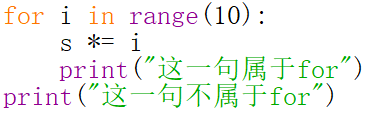 for i in range(10):
    s *= i
    print("这一句属于for")
print("这一句不属于for")